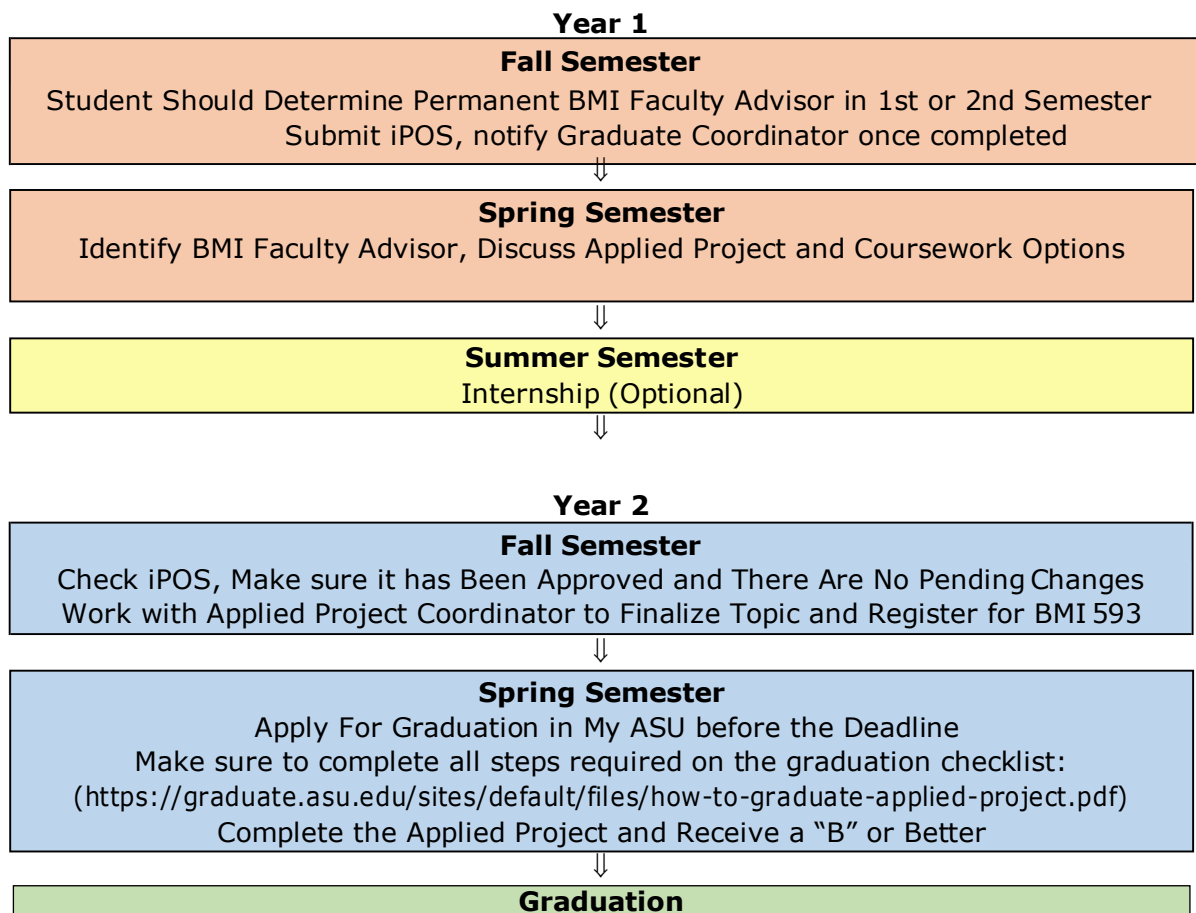 Year 1
Fall Semester
Student Should Determine Permanent BMI Faculty Advisor in 1st or 2nd Semester
Submit iPOS, notify Graduate Coordinator once completed
⇓
Spring Semester
Identify BMI Faculty Advisor, Discuss Applied Project and Coursework Options
⇓
Summer Semester
Internship (Optional)
⇓
Year 2
Fall Semester
Check iPOS, Make sure it has Been Approved and There Are No Pending Changes
Work with Applied Project Coordinator to Finalize Topic and Register for BMI 593
⇓
Spring Semester
Apply For Graduation in My ASU before the Deadline
Make sure to complete all steps required on the graduation checklist:
(https://graduate.asu.edu/sites/default/files/how-to-graduate-applied-project.pdf)
Complete the Applied Project and Receive a “B” or Better
⇓
Graduation